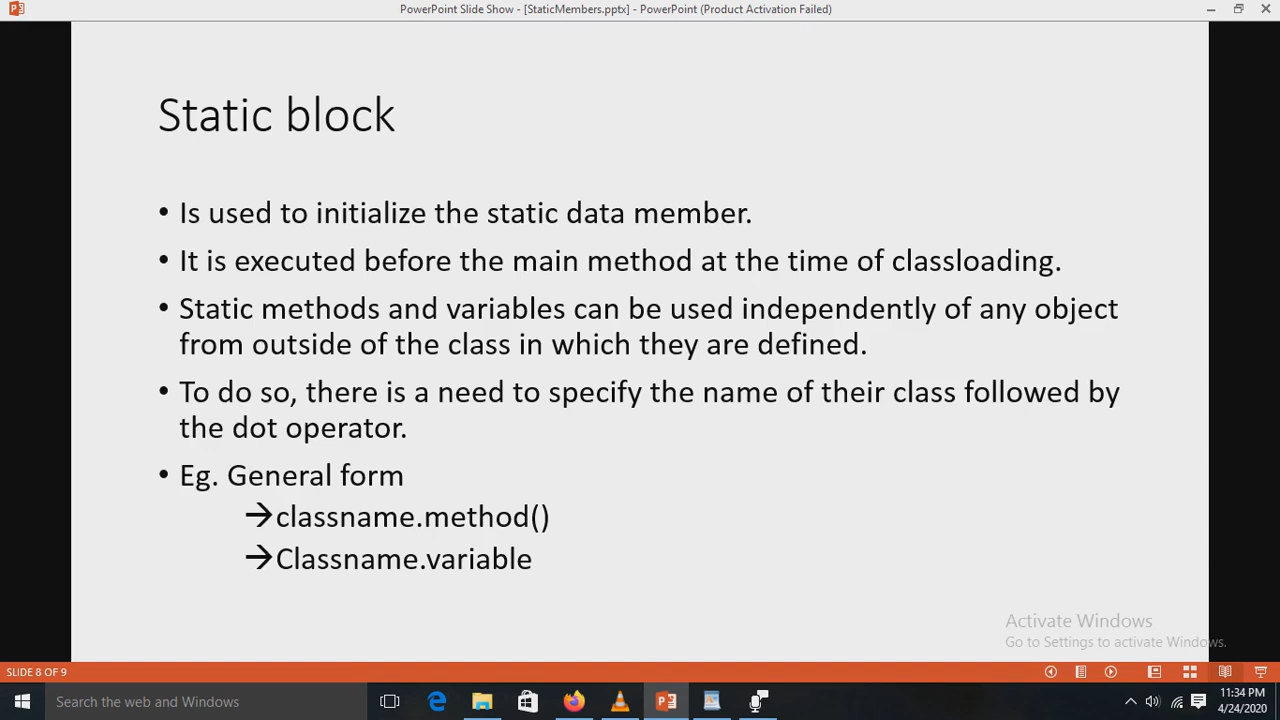 PowerPoint Slide Show - [StaticMembers.pptx] - PowerPoint (Product Activation Failed)
Static block
• Is used to initialize the static data member.
• It is executed before the main method at the time of classloading.
• Static methods and variables can be used independently of any object
from outside of the class in which they are defined.
• To do so, there is a need to specify the name of their class followed by
the dot operator.
• Eg. General form
→classname.method()
→Classname.variable
Activate Windows
Go to Settings to activate Windows.
SLIDE 8 OF 9
Search the web and Windows
11:34 PM
4/24/2020